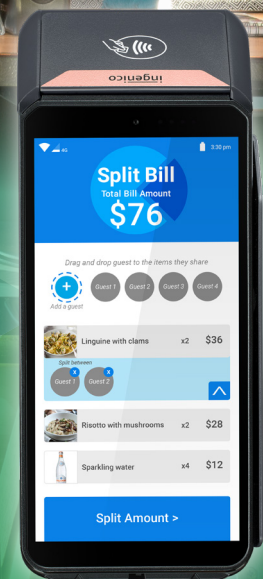 ingenico
4G
3:30 pm
Split Bill
Total Bill Amount
$76
Drag and drop guest to the items they share
+
Guest 1 Guest 2 Guest 3 Guest 4
Add a guest
Linguine with clams x2 $36
Split between
X X
Guest 1 Guest 2
Risotto with mushrooms x2 $28
Sparkling water x4 $12
Split Amount >